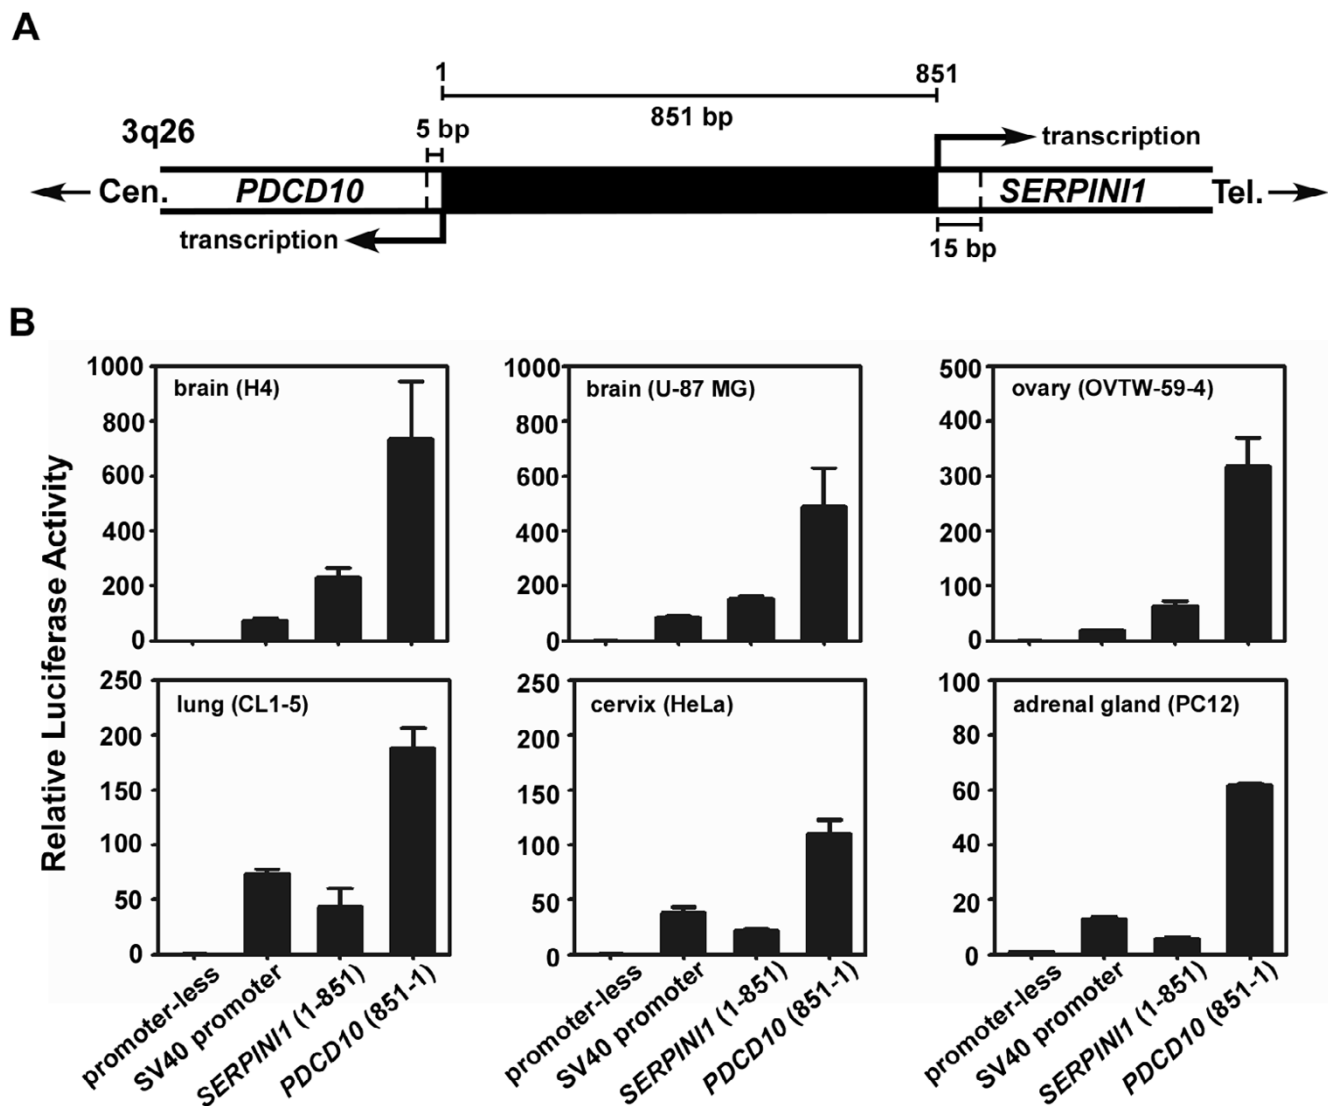 A
1 851
851 bp
3q26
5 bp
transcription
Cen. PDCD10 SERPINI1 Tel.
transcription
15 bp
B
Relative Luciferase Activity
brain (H4)
1000
800
600
400
200
0
brain (U-87 MG)
1000
800
600
400
200
0
ovary (OVTW-59-4)
500
400
300
200
100
0
lung (CL1-5)
250
200
150
100
50
0
promoter-less
SV40 promoter
SERPINI1 (1-851)
PDCD10 (851-1)
cervix (HeLa)
250
200
150
100
50
0
promoter-less
SV40 promoter
SERPINI1 (1-851)
PDCD10 (851-1)
adrenal gland (PC12)
100
80
60
40
20
0
promoter-less
SV40 promoter
SERPINI1 (1-851)
PDCD10 (851-1)